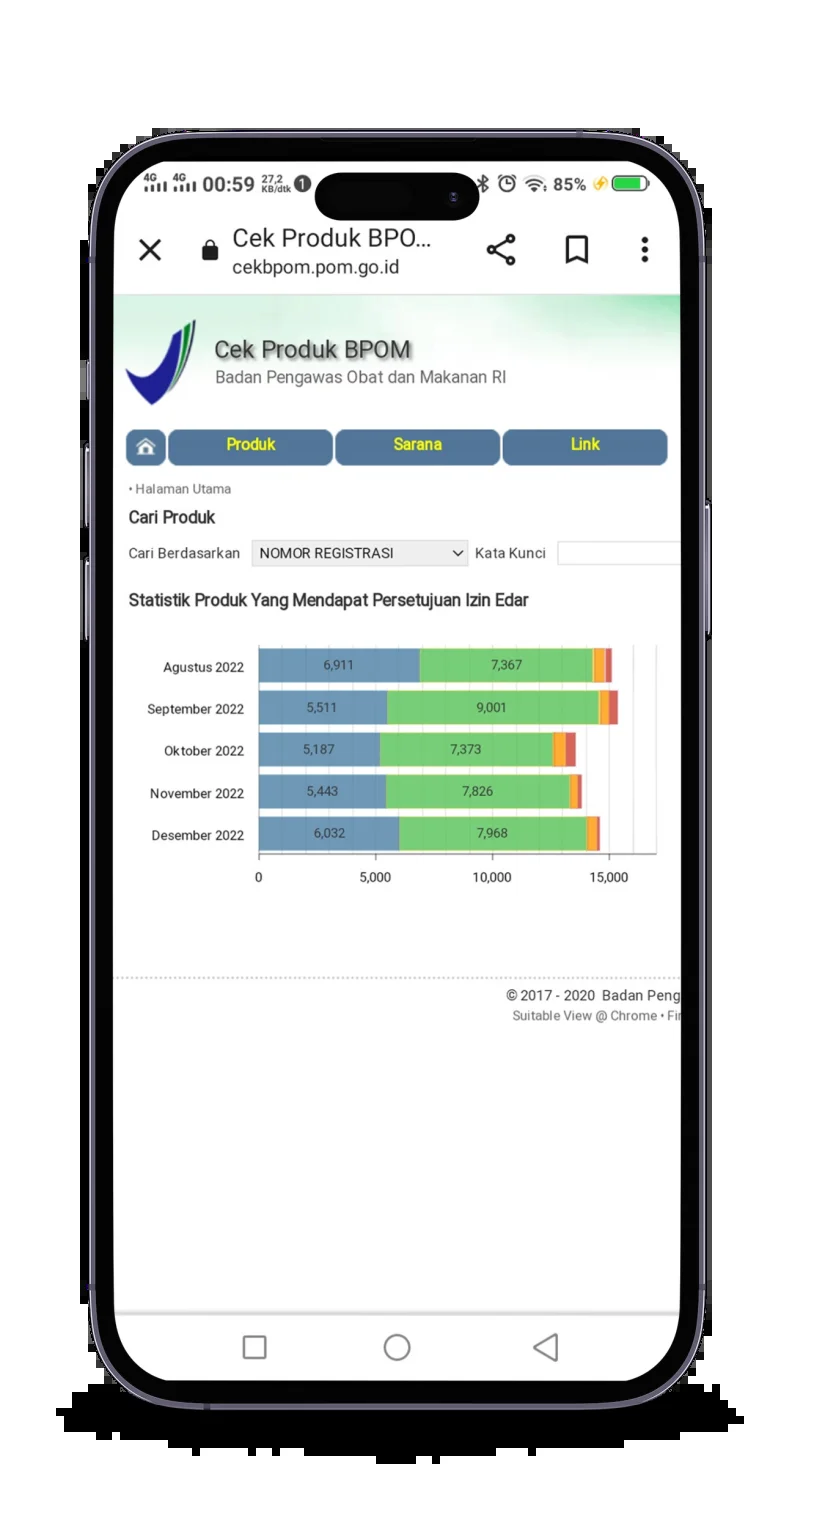 4G 4G 00:59 27,2 KB/dtk 1 85%
Cek Produk BPO...
cekbpom.pom.go.id
Cek Produk BPOM
Badan Pengawas Obat dan Makanan RI
Produk Sarana Link
• Halaman Utama
Cari Produk
Cari Berdasarkan NOMOR REGISTRASI Kata Kunci
Statistik Produk Yang Mendapat Persetujuan Izin Edar
Agustus 2022 6,911 7,367
September 2022 5,511 9,001
Oktober 2022 5,187 7,373
November 2022 5,443 7,826
Desember 2022 6,032 7,968
0 5,000 10,000 15,000
© 2017 - 2020 Badan Peng
Suitable View @ Chrome • Fir